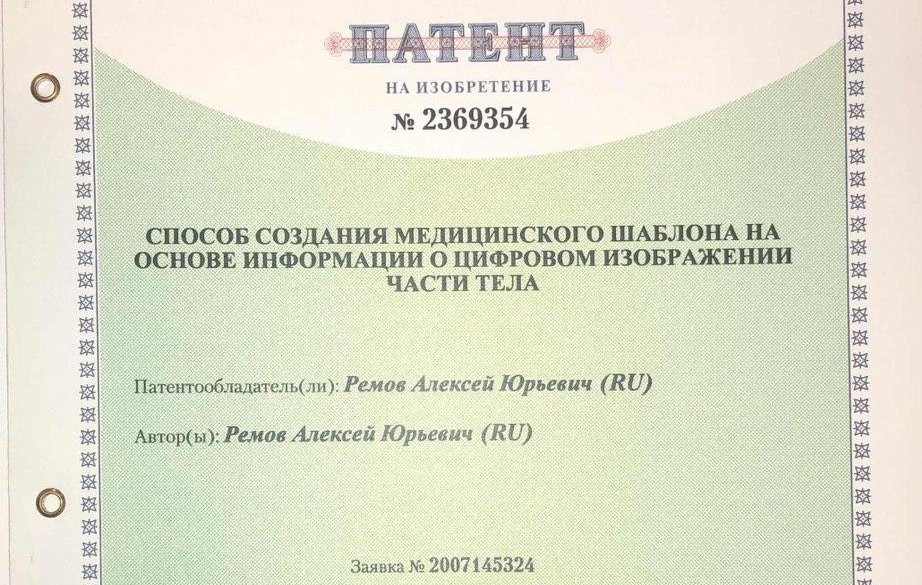 ПАТЕНТ
НА ИЗОБРЕТЕНИЕ
№ 2369354
СПОСОБ СОЗДАНИЯ МЕДИЦИНСКОГО ШАБЛОНА НА
ОСНОВЕ ИНФОРМАЦИИ О ЦИФРОВОМ ИЗОБРАЖЕНИИ
ЧАСТИ ТЕЛА
Патентообладатель(ли): Ремов Алексей Юрьевич (RU)
Автор(ы): Ремов Алексей Юрьевич (RU)
Заявка № 2007145324